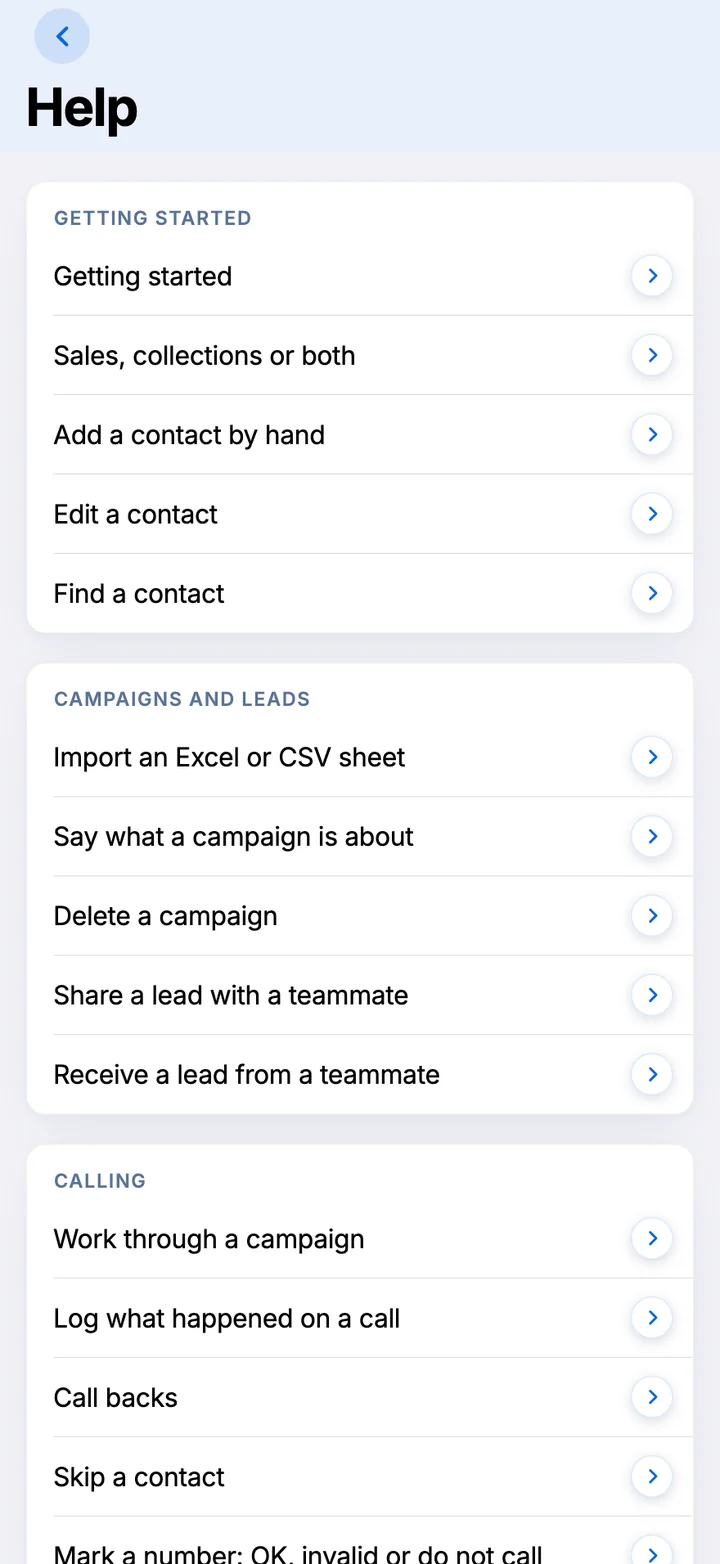 Help
GETTING STARTED
Getting started
Sales, collections or both
Add a contact by hand
Edit a contact
Find a contact
CAMPAIGNS AND LEADS
Import an Excel or CSV sheet
Say what a campaign is about
Delete a campaign
Share a lead with a teammate
Receive a lead from a teammate
CALLING
Work through a campaign
Log what happened on a call
Call backs
Skip a contact
Mark a number: OK, invalid or do not call